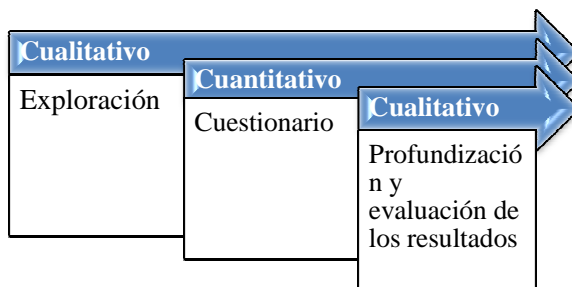 Cualitativo
Exploración
Cuantitativo
Cuestionario
Cualitativo
Profundizació
n y
evaluación de
los resultados